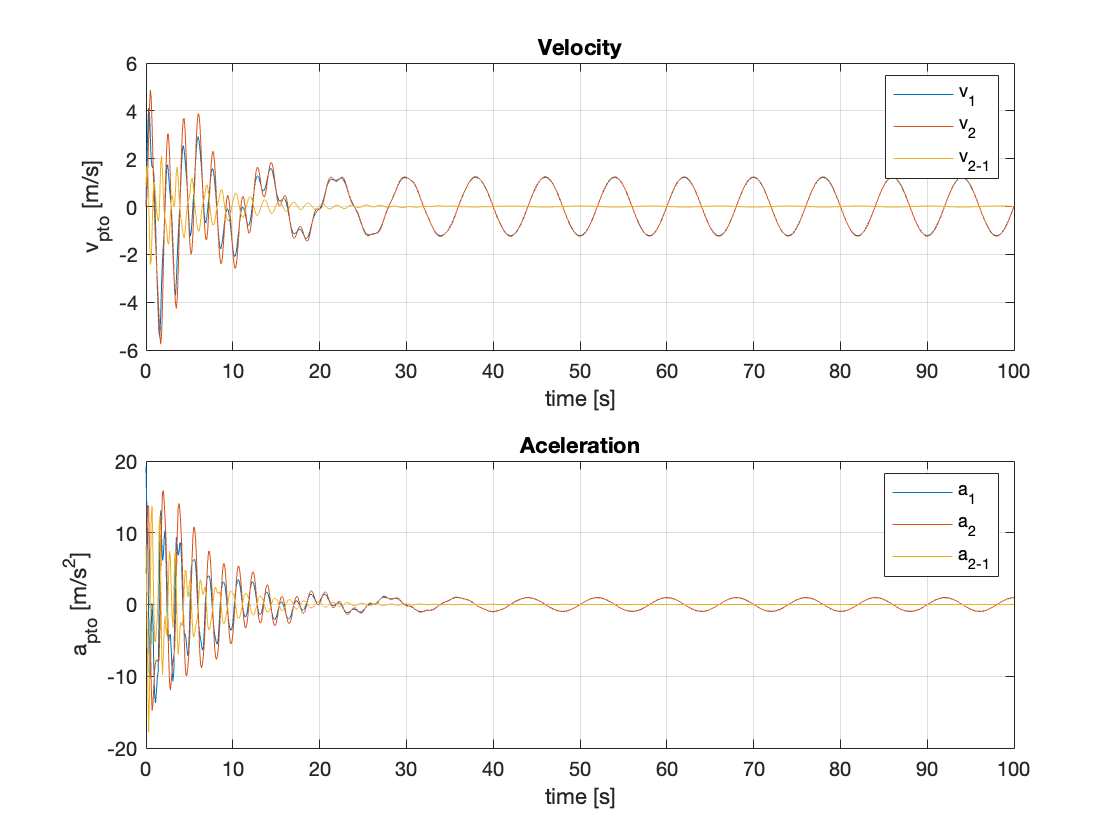 Velocity
6
4
2
0
-2
-4
-6
v_pto [m/s]
v_1
v_2
v_2-1
0 10 20 30 40 50 60 70 80 90 100
time [s]
Aceleration
20
10
0
-10
-20
a_pto [m/s^2]
a_1
a_2
a_2-1
0 10 20 30 40 50 60 70 80 90 100
time [s]